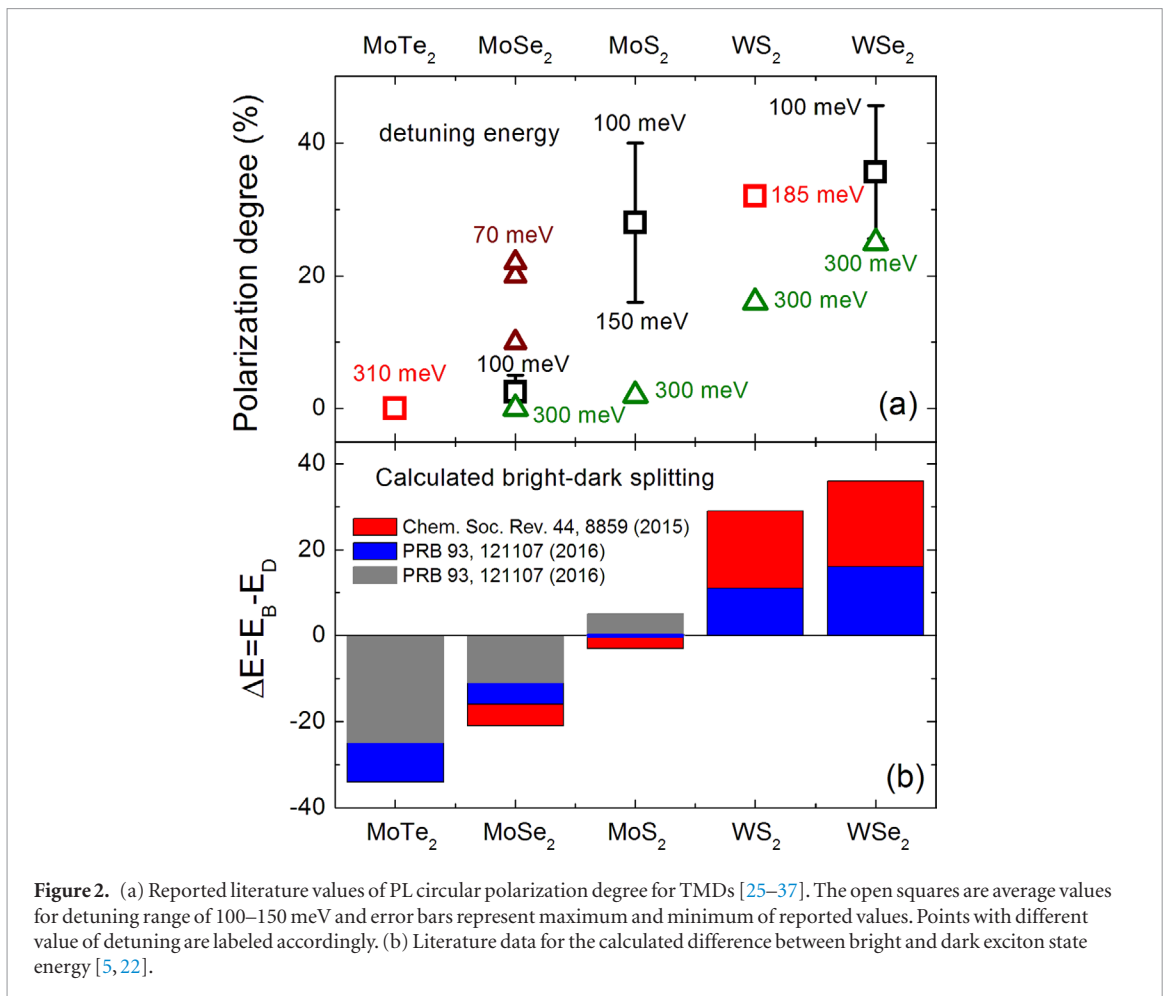 MoTe₂ MoSe₂ MoS₂ WS₂ WSe₂
Polarization degree (%)
40
20
0
detuning energy
310 meV
70 meV
100 meV
300 meV
100 meV
150 meV
300 meV
185 meV
300 meV
100 meV
300 meV
(a)
ΔE=E_B-E_D
40
20
0
-20
-40
Calculated bright-dark splitting
Chem. Soc. Rev. 44, 8859 (2015)
PRB 93, 121107 (2016)
PRB 93, 121107 (2016)
(b)
MoTe₂ MoSe₂ MoS₂ WS₂ WSe₂
Figure 2. (a) Reported literature values of PL circular polarization degree for TMDs [25–37]. The open squares are average values
for detuning range of 100–150 meV and error bars represent maximum and minimum of reported values. Points with different
value of detuning are labeled accordingly. (b) Literature data for the calculated difference between bright and dark exciton state
energy [5, 22].